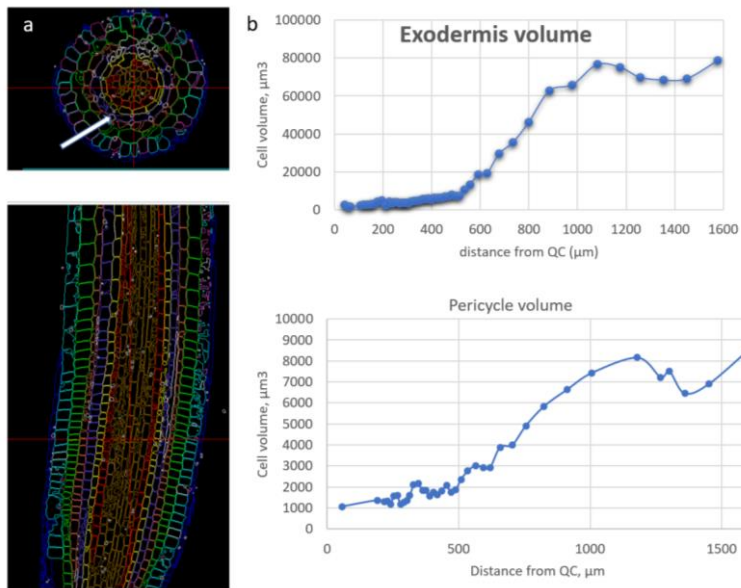 a
b
Exodermis volume
Cell volume, µm3
100000
80000
60000
40000
20000
0
0 200 400 600 800 1000 1200 1400 1600
distance from QC (µm)
Pericycle volume
Cell volume, µm3
10000
9000
8000
7000
6000
5000
4000
3000
2000
1000
0
0 500 1000 1500
Distance from QC, µm